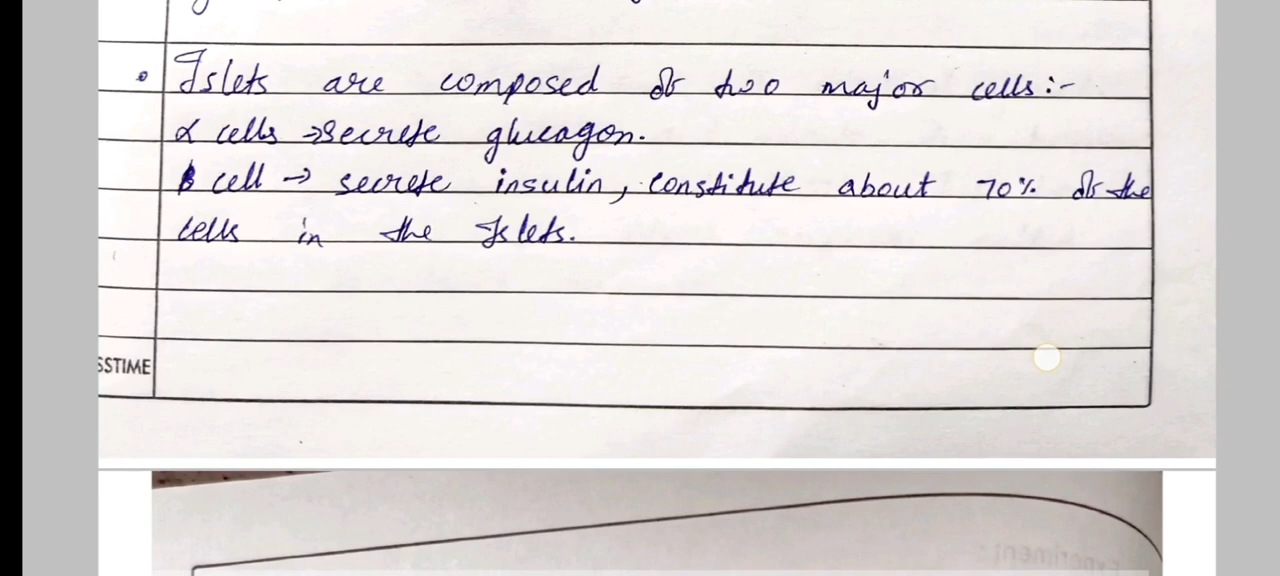 • Islets are composed of two major cells:-
α cells → secrete glucagon.
β cell → secrete insulin, constitute about 70% of the
cells in the Islets.
SSTIME
Experiment :